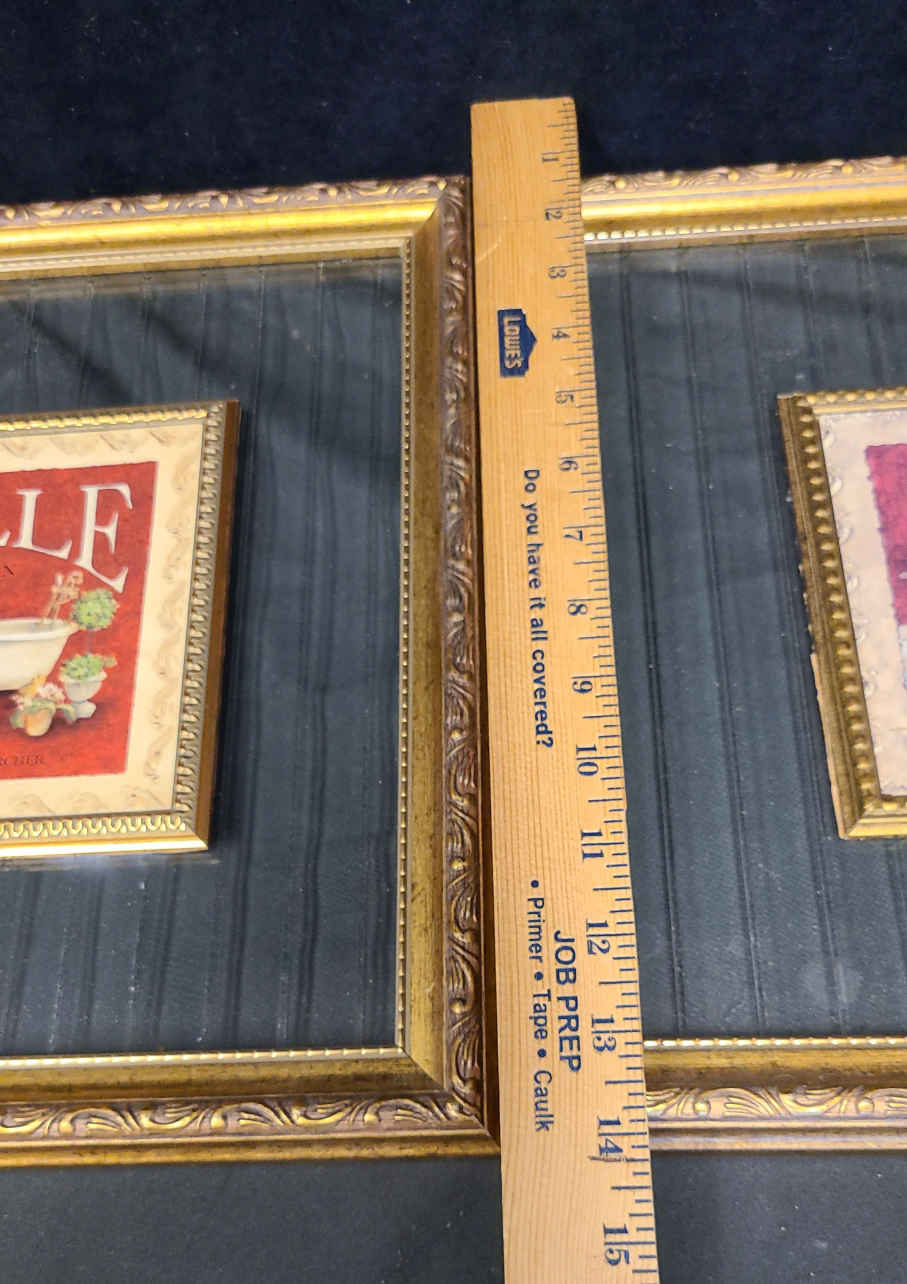 LLE
RCHER
1
2
3
LOWE'S
4
5
6
Do you have it all covered?
7
8
9
10
11
12
JOB PREP
• Primer • Tape • Caulk
13
14
15